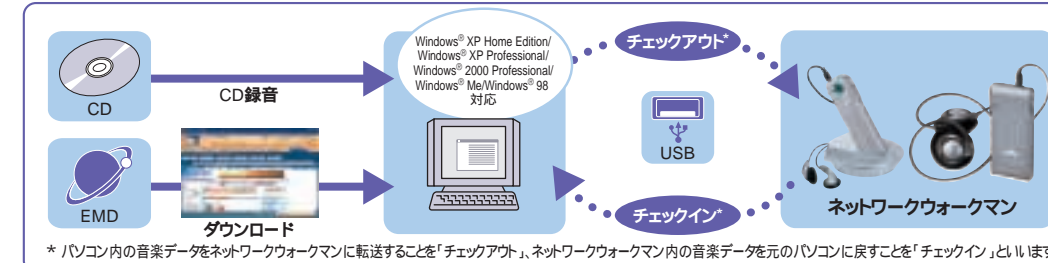 CD
CD録音
EMD
ダウンロード
Windows® XP Home Edition/
Windows® XP Professional/
Windows® 2000 Professional/
Windows® Me/Windows® 98
対応
チェックアウト*
USB
チェックイン*
ネットワークウォークマン
* パソコン内の音楽データをネットワークウォークマンに転送することを「チェックアウト」、ネットワークウォークマン内の音楽データを元のパソコンに戻すことを「チェックイン」といいます